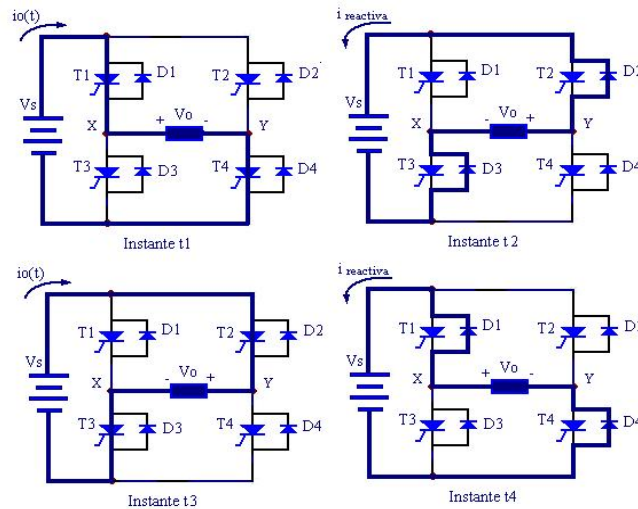 io(t)
T1 D1 T2 D2
Vs
X + Vo - Y
T3 D3 T4 D4
Instante t1
i reactiva
T1 D1 T2 D2
Vs
X - Vo + Y
T3 D3 T4 D4
Instante t 2
io(t)
T1 D1 T2 D2
Vs
X - Vo + Y
T3 D3 T4 D4
Instante t3
i reactiva
T1 D1 T2
Vs
X + Vo - Y
T3 D3 T4 D4
Instante t4